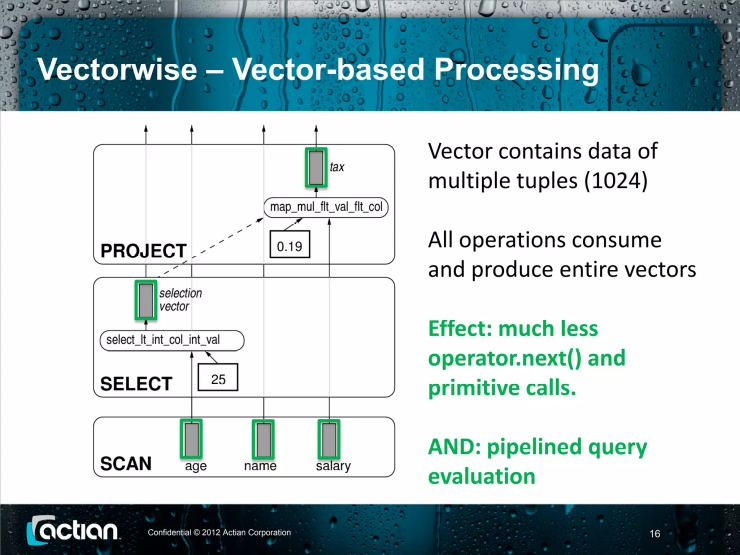 Vectorwise – Vector-based Processing
tax
map_mul_flt_val_flt_col
0.19
PROJECT
selection
vector
select_lt_int_col_int_val
25
SELECT
SCAN
age
name
salary
Vector contains data of
multiple tuples (1024)
All operations consume
and produce entire vectors
Effect: much less
operator.next() and
primitive calls.
AND: pipelined query
evaluation
actian
Confidential © 2012 Actian Corporation
16